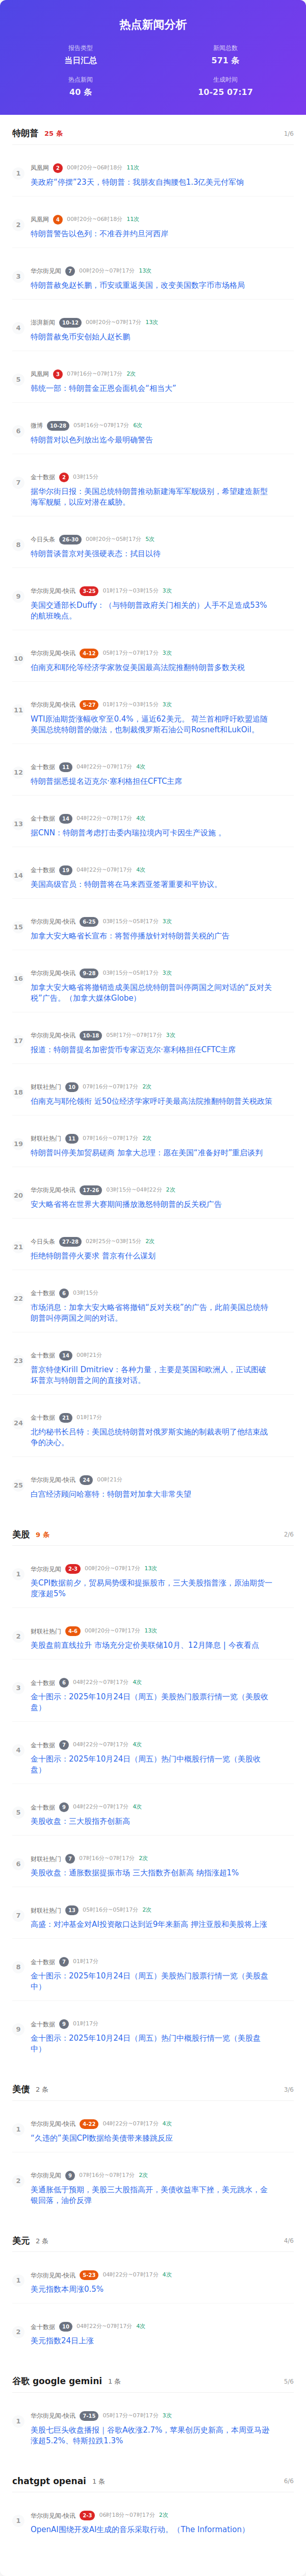 热点新闻分析
报告类型
当日汇总
新闻总数
571 条
热点新闻
40 条
生成时间
10-25 07:17
特朗普 25 条 1/6
1
凤凰网 2 00时20分~06时18分 11次
美政府“停摆”23天，特朗普：我朋友自掏腰包1.3亿美元付军饷
2
凤凰网 4 00时20分~06时18分 11次
特朗普警告以色列：不准吞并约旦河西岸
3
华尔街见闻 7 00时20分~07时17分 13次
特朗普赦免赵长鹏，币安或重返美国，改变美国数字货币市场格局
4
澎湃新闻 10-12 00时20分~07时17分 13次
特朗普赦免币安创始人赵长鹏
5
凤凰网 3 07时16分~07时17分 2次
韩统一部：特朗普金正恩会面机会“相当大”
6
微博 10-28 05时16分~07时17分 6次
特朗普对以色列放出迄今最明确警告
7
金十数据 2 03时15分
据华尔街日报：美国总统特朗普推动新建海军军舰级别，希望建造新型
海军舰艇，以应对潜在威胁。
8
今日头条 26-30 00时20分~05时17分 5次
特朗普谈普京对美强硬表态：拭目以待
9
华尔街见闻-快讯 3-25 01时17分~03时15分 3次
美国交通部长Duffy：（与特朗普政府关门相关的）人手不足造成53%
的航班晚点。
10
华尔街见闻-快讯 4-12 05时17分~07时17分 3次
伯南克和耶伦等经济学家敦促美国最高法院推翻特朗普多数关税
11
华尔街见闻-快讯 5-27 01时17分~03时15分 3次
WTI原油期货涨幅收窄至0.4%，逼近62美元。 荷兰首相呼吁欧盟追随
美国总统特朗普的做法，也制裁俄罗斯石油公司Rosneft和LukOil。
12
金十数据 11 04时22分~07时17分 4次
特朗普据悉提名迈克尔·塞利格担任CFTC主席
13
金十数据 14 04时22分~07时17分 4次
据CNN：特朗普考虑打击委内瑞拉境内可卡因生产设施 。
14
金十数据 19 04时22分~07时17分 4次
美国高级官员：特朗普将在马来西亚签署重要和平协议。
15
华尔街见闻-快讯 6-25 03时15分~05时17分 3次
加拿大安大略省长宣布：将暂停播放针对特朗普关税的广告
16
华尔街见闻-快讯 9-28 03时15分~05时17分 3次
加拿大安大略省将撤销造成美国总统特朗普叫停两国之间对话的“反对关
税”广告。（加拿大媒体Globe）
17
华尔街见闻-快讯 10-18 05时17分~07时17分 3次
报道：特朗普提名加密货币专家迈克尔·塞利格担任CFTC主席
18
财联社热门 10 07时16分~07时17分 2次
伯南克与耶伦领衔 近50位经济学家呼吁美最高法院推翻特朗普关税政策
19
财联社热门 11 07时16分~07时17分 2次
特朗普叫停美加贸易磋商 加拿大总理：愿在美国“准备好时”重启谈判
20
华尔街见闻-快讯 17-26 03时15分~04时22分 2次
安大略省将在世界大赛期间播放激怒特朗普的反关税广告
21
今日头条 27-28 02时25分~03时15分 2次
拒绝特朗普停火要求 普京有什么谋划
22
金十数据 6 03时15分
市场消息：加拿大安大略省将撤销“反对关税”的广告，此前美国总统特
朗普叫停两国之间的对话。
23
金十数据 14 00时21分
普京特使Kirill Dmitriev：各种力量，主要是英国和欧洲人，正试图破
坏普京与特朗普之间的直接对话。
24
金十数据 21 01时17分
北约秘书长吕特：美国总统特朗普对俄罗斯实施的制裁表明了他结束战
争的决心。
25
华尔街见闻-快讯 24 00时21分
白宫经济顾问哈塞特：特朗普对加拿大非常失望
美股 9 条 2/6
1
华尔街见闻 2-3 00时20分~07时17分 13次
美CPI数据前夕，贸易局势缓和提振股市，三大美股指普涨，原油期货一
度涨超5%
2
财联社热门 4-6 00时20分~07时17分 13次
美股盘前直线拉升 市场充分定价美联储10月、12月降息 | 今夜看点
3
金十数据 6 04时22分~07时17分 4次
金十图示：2025年10月24日（周五）美股热门股票行情一览（美股收
盘）
4
金十数据 7 04时22分~07时17分 4次
金十图示：2025年10月24日（周五）热门中概股行情一览（美股收
盘）
5
金十数据 9 04时22分~07时17分 4次
美股收盘：三大股指齐创新高
6
财联社热门 7 07时16分~07时17分 2次
美股收盘：通胀数据提振市场 三大指数齐创新高 纳指涨超1%
7
财联社热门 13 05时16分~05时17分 2次
高盛：对冲基金对AI投资敞口达到近9年来新高 押注亚股和美股将上涨
8
金十数据 7 01时17分
金十图示：2025年10月24日（周五）美股热门股票行情一览（美股盘
中）
9
金十数据 9 01时17分
金十图示：2025年10月24日（周五）热门中概股行情一览（美股盘
中）
美债 2 条 3/6
1
华尔街见闻-快讯 4-22 04时22分~07时17分 4次
“久违的”美国CPI数据给美债带来膝跳反应
2
华尔街见闻 9 07时16分~07时17分 2次
美通胀低于预期，美股三大股指高开，美债收益率下挫，美元跳水，金
银回落，油价反弹
美元 2 条 4/6
1
华尔街见闻-快讯 5-23 04时22分~07时17分 4次
美元指数本周涨0.5%
2
金十数据 10 04时22分~07时17分 4次
美元指数24日上涨
谷歌 google gemini 1 条 5/6
1
华尔街见闻-快讯 7-15 05时17分~07时17分 3次
美股七巨头收盘播报｜谷歌A收涨2.7%，苹果创历史新高，本周亚马逊
涨超5.2%、特斯拉跌1.3%
chatgpt openai 1 条 6/6
1
华尔街见闻-快讯 2-3 06时18分~07时17分 2次
OpenAI围绕开发AI生成的音乐采取行动。（The Information）